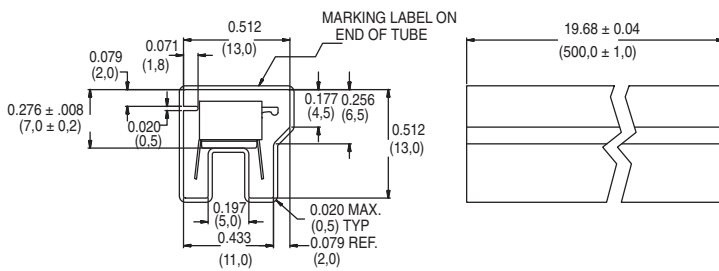 0.512
(13,0)
MARKING LABEL ON
END OF TUBE
19.68 ± 0.04
(500,0 ± 1,0)
0.071
(1,8)
0.079
(2,0)
0.276 ± .008
(7,0 ± 0,2)
0.020
(0,5)
0.177
(4,5)
0.256
(6,5)
0.512
(13,0)
0.197
(5,0)
0.020 MAX.
(0,5) TYP
0.433
(11,0)
0.079 REF.
(2,0)